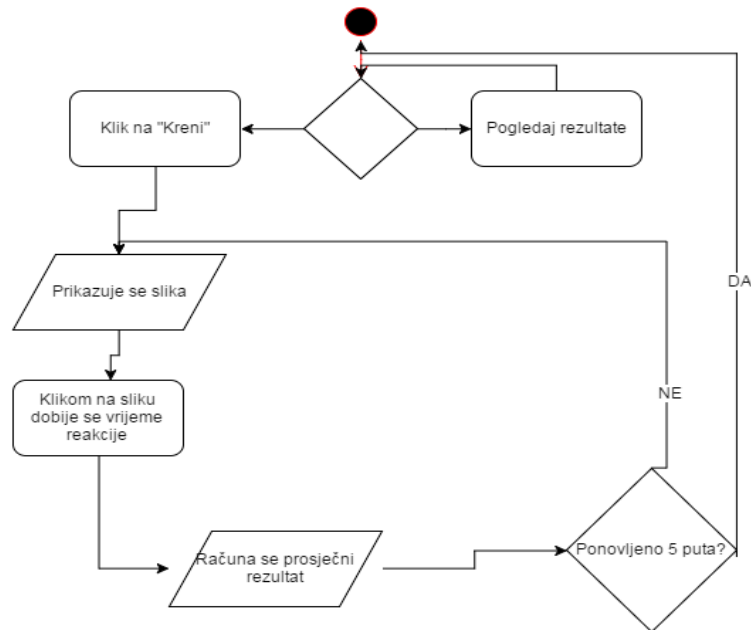 Klik na "Kreni"
Pogledaj rezultate
Prikazuje se slika
DA
Klikom na sliku
dobije se vrijeme
reakcije
NE
Računa se prosječni
rezultat
Ponovljeno 5 puta?